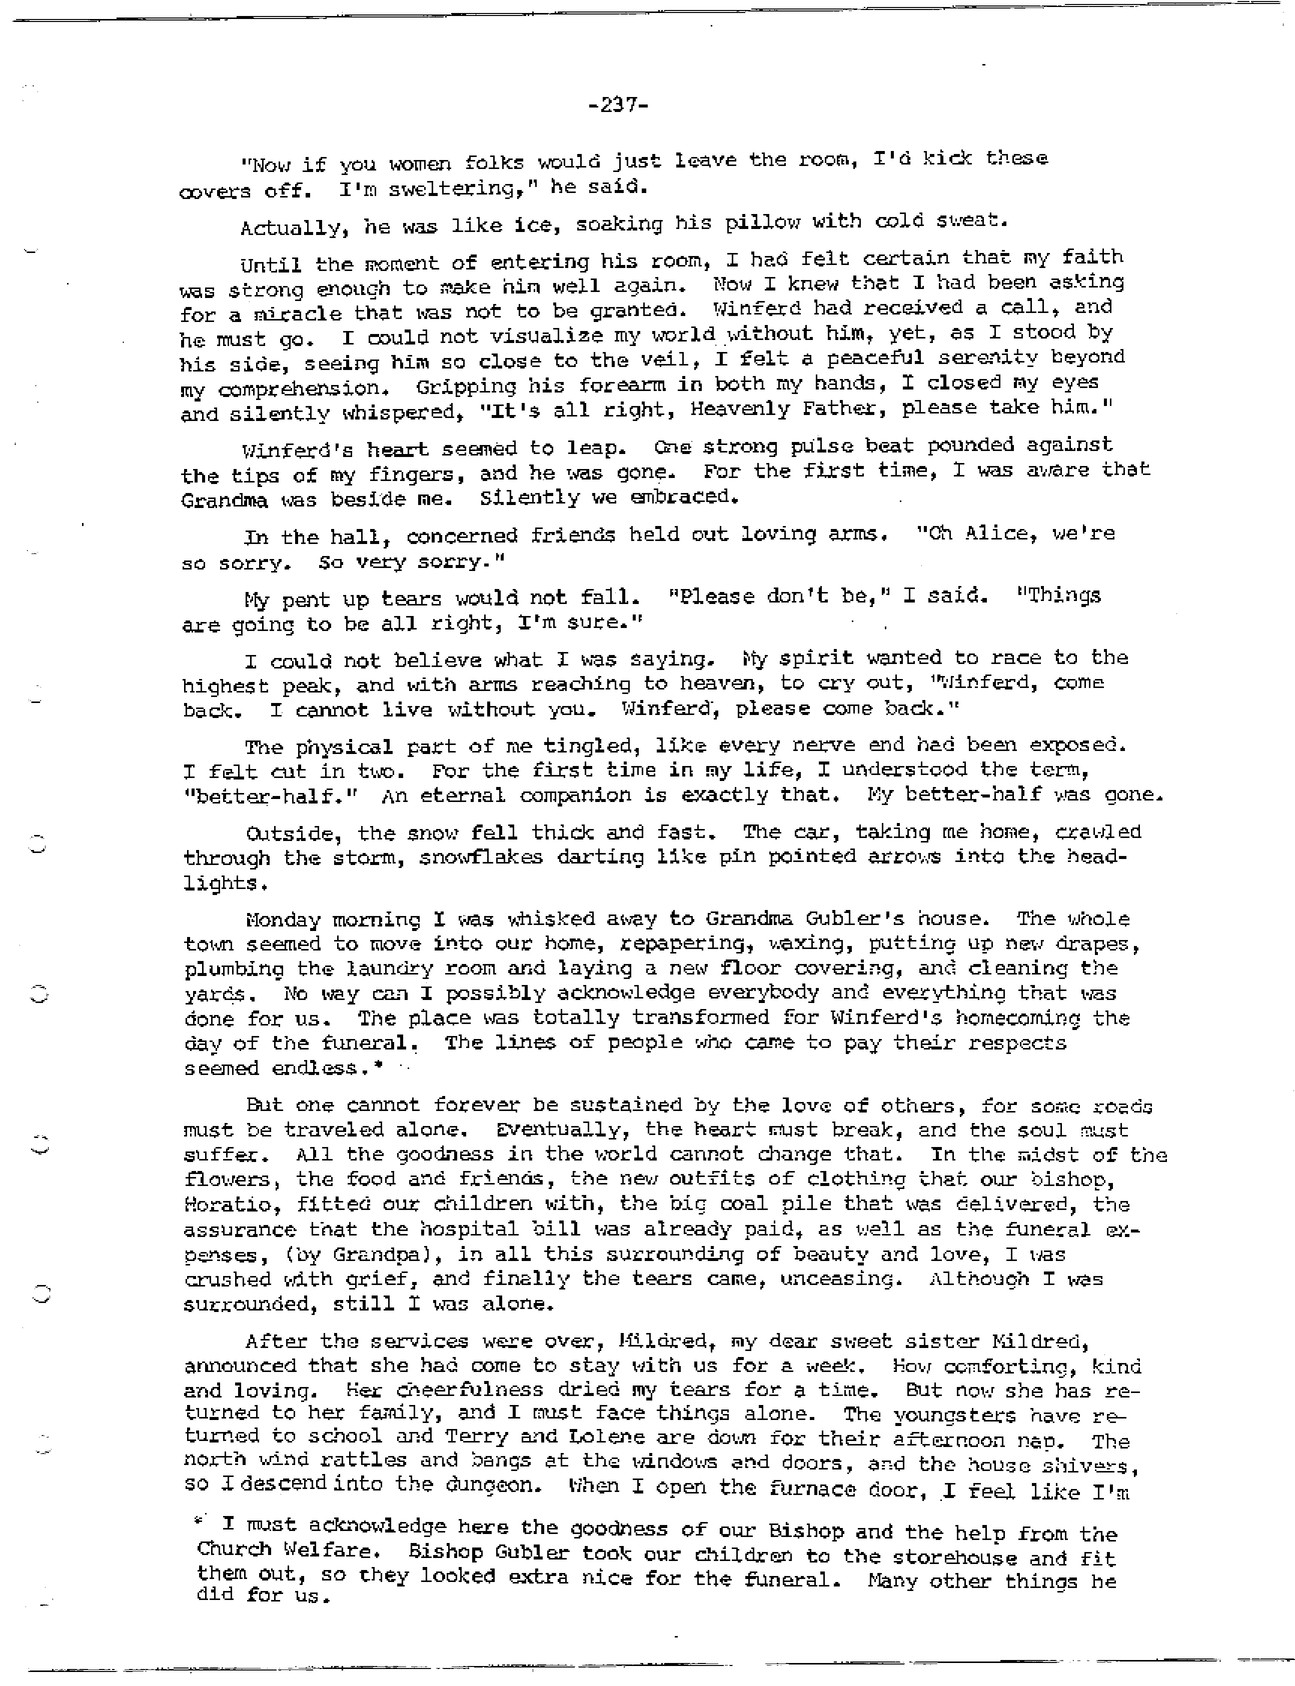 -237-
"Now if you women folks would just leave the room, I'd kick these
covers off. I'm sweltering," he said.
Actually, he was like ice, soaking his pillow with cold sweat.
Until the moment of entering his room, I had felt certain that my faith
was strong enough to make him well again. Now I knew that I had been asking
for a miracle that was not to be granted. Winferd had received a call, and
he must go. I could not visualize my world without him, yet, as I stood by
his side, seeing him so close to the veil, I felt a peaceful serenity beyond
my comprehension. Gripping his forearm in both my hands, I closed my eyes
and silently whispered, "It's all right, Heavenly Father, please take him."
Winferd's heart seemed to leap. One strong pulse beat pounded against
the tips of my fingers, and he was gone. For the first time, I was aware that
Grandma was beside me. Silently we embraced.
In the hall, concerned friends held out loving arms. "Oh Alice, we're
so sorry. So very sorry."
My pent up tears would not fall. "Please don't be," I said. "Things
are going to be all right, I'm sure."
I could not believe what I was saying. My spirit wanted to race to the
highest peak, and with arms reaching to heaven, to cry out, "Winferd, come
back. I cannot live without you. Winferd, please come back."
The physical part of me tingled, like every nerve end had been exposed.
I felt cut in two. For the first time in my life, I understood the term,
"better-half." An eternal companion is exactly that. My better-half was gone.
Outside, the snow fell thick and fast. The car, taking me home, crawled
through the storm, snowflakes darting like pin pointed arrows into the head-
lights.
Monday morning I was whisked away to Grandma Gubler's house. The whole
town seemed to move into our home, repapering, waxing, putting up new drapes,
plumbing the laundry room and laying a new floor covering, and cleaning the
yards. No way can I possibly acknowledge everybody and everything that was
done for us. The place was totally transformed for Winferd's homecoming the
day of the funeral. The lines of people who came to pay their respects
seemed endless.*
But one cannot forever be sustained by the love of others, for some roads
must be traveled alone. Eventually, the heart must break, and the soul must
suffer. All the goodness in the world cannot change that. In the midst of the
flowers, the food and friends, the new outfits of clothing that our bishop,
Horatio, fitted our children with, the big coal pile that was delivered, the
assurance that the hospital bill was already paid, as well as the funeral ex-
penses, (by Grandpa), in all this surrounding of beauty and love, I was
crushed with grief, and finally the tears came, unceasing. Although I was
surrounded, still I was alone.
After the services were over, Mildred, my dear sweet sister Mildred,
announced that she had come to stay with us for a week. How comforting, kind
and loving. Her cheerfulness dried my tears for a time. But now she has re-
turned to her family, and I must face things alone. The youngsters have re-
turned to school and Terry and Lolene are down for their afternoon nap. The
north wind rattles and bangs at the windows and doors, and the house shivers,
so I descend into the dungeon. When I open the furnace door, I feel like I'm
* I must acknowledge here the goodness of our Bishop and the help from the
Church Welfare. Bishop Gubler took our children to the storehouse and fit
them out, so they looked extra nice for the funeral. Many other things he
did for us.